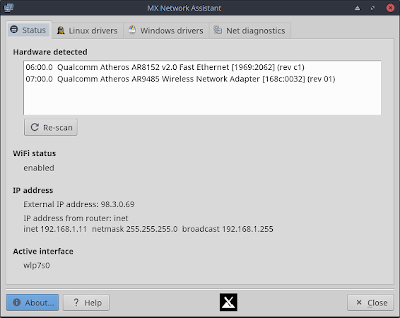 MX Network Assistant
Status Linux drivers Windows drivers Net diagnostics
Hardware detected
06:00.0 Qualcomm Atheros AR8152 v2.0 Fast Ethernet [1969:2062] (rev c1)
07:00.0 Qualcomm Atheros AR9485 Wireless Network Adapter [168c:0032] (rev 01)
Re-scan
WiFi status
enabled
IP address
External IP address: 98.3.0.69
IP address from router: inet
inet 192.168.1.11 netmask 255.255.255.0 broadcast 192.168.1.255
Active interface
wlp7s0
About... ? Help Close